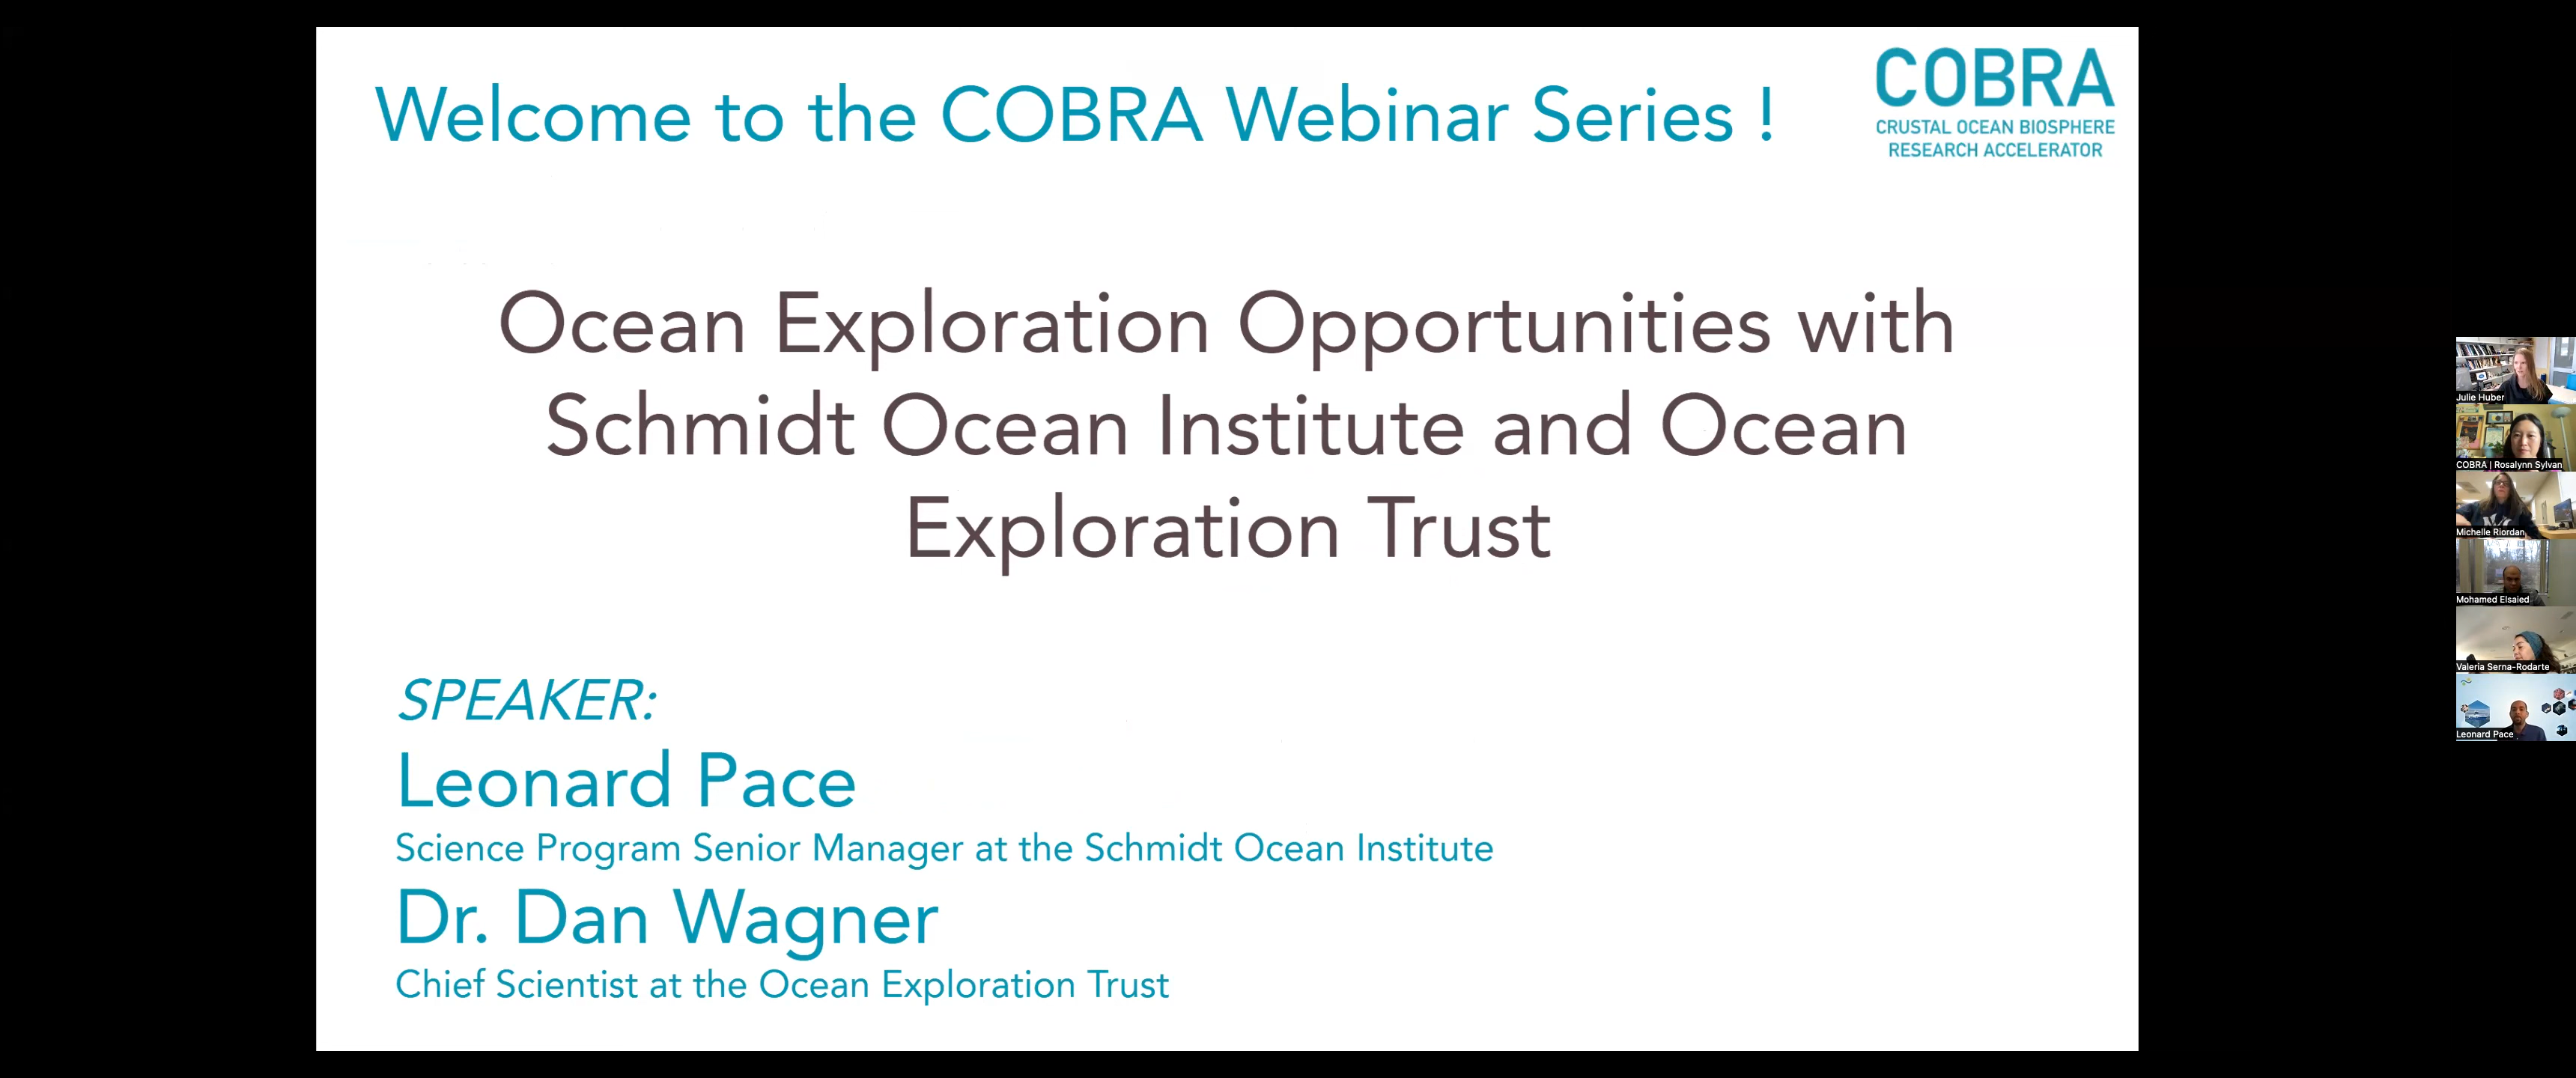 Welcome to the COBRA Webinar Series !
COBRA
CRUSTAL OCEAN BIOSPHERE
RESEARCH ACCELERATOR
Ocean Exploration Opportunities with
Schmidt Ocean Institute and Ocean
Exploration Trust
SPEAKER:
Leonard Pace
Science Program Senior Manager at the Schmidt Ocean Institute
Dr. Dan Wagner
Chief Scientist at the Ocean Exploration Trust
Julie Huber
COBRA | Rosalynn Sylvan
Michelle Riordan
Mohamed Elsaied
Valeria Serna-Rodarte
Leonard Pace